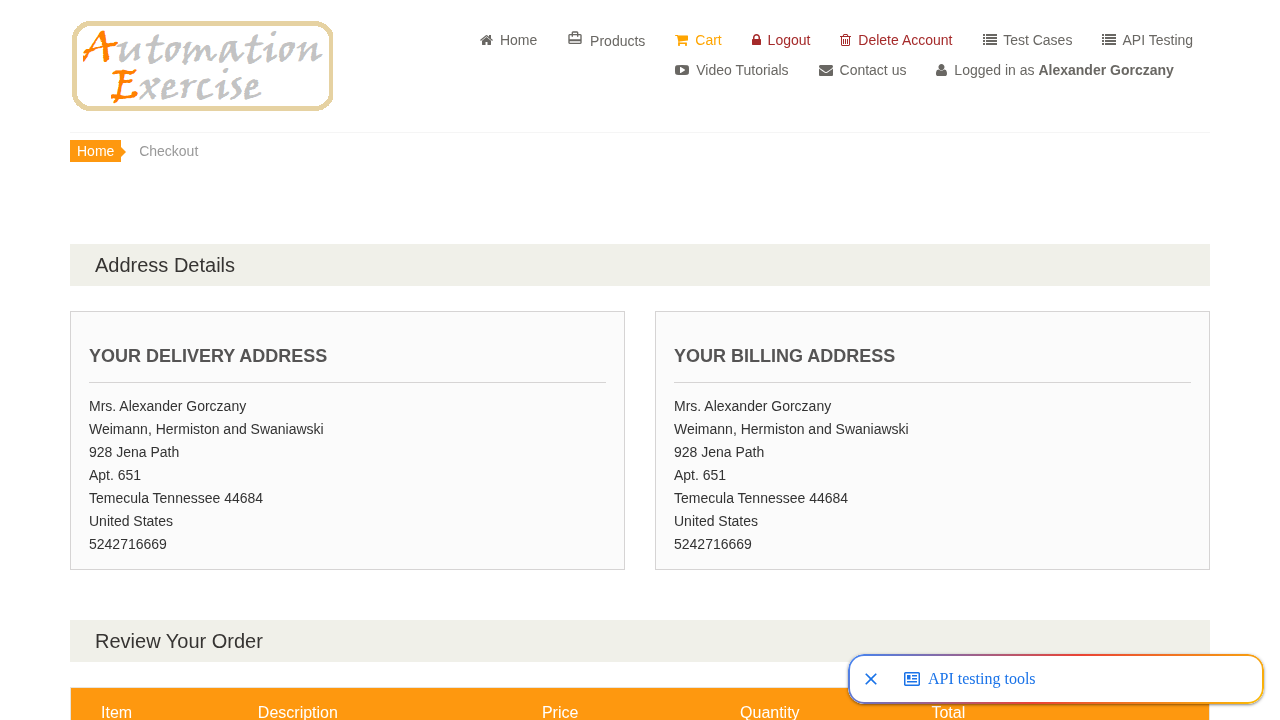 Automation
Exercise
Home
Products
Cart
Logout
Delete Account
Test Cases
API Testing
Video Tutorials
Contact us
Logged in as Alexander Gorczany
Home
Checkout
Address Details
YOUR DELIVERY ADDRESS
Mrs. Alexander Gorczany
Weimann, Hermiston and Swaniawski
928 Jena Path
Apt. 651
Temecula Tennessee 44684
United States
5242716669
YOUR BILLING ADDRESS
Mrs. Alexander Gorczany
Weimann, Hermiston and Swaniawski
928 Jena Path
Apt. 651
Temecula Tennessee 44684
United States
5242716669
Review Your Order
API testing tools
Item Description Price Quantity Total